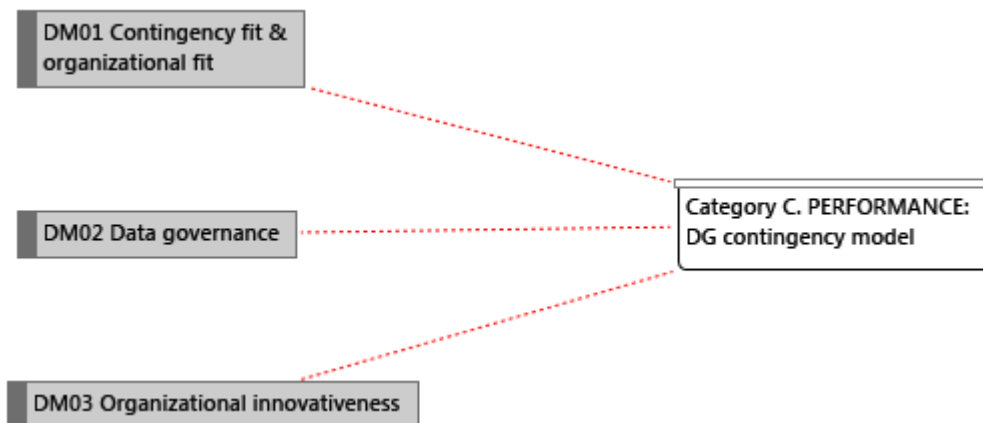 DM01 Contingency fit &
organizational fit
Category C. PERFORMANCE:
DG contingency model
DM02 Data governance
DM03 Organizational innovativeness